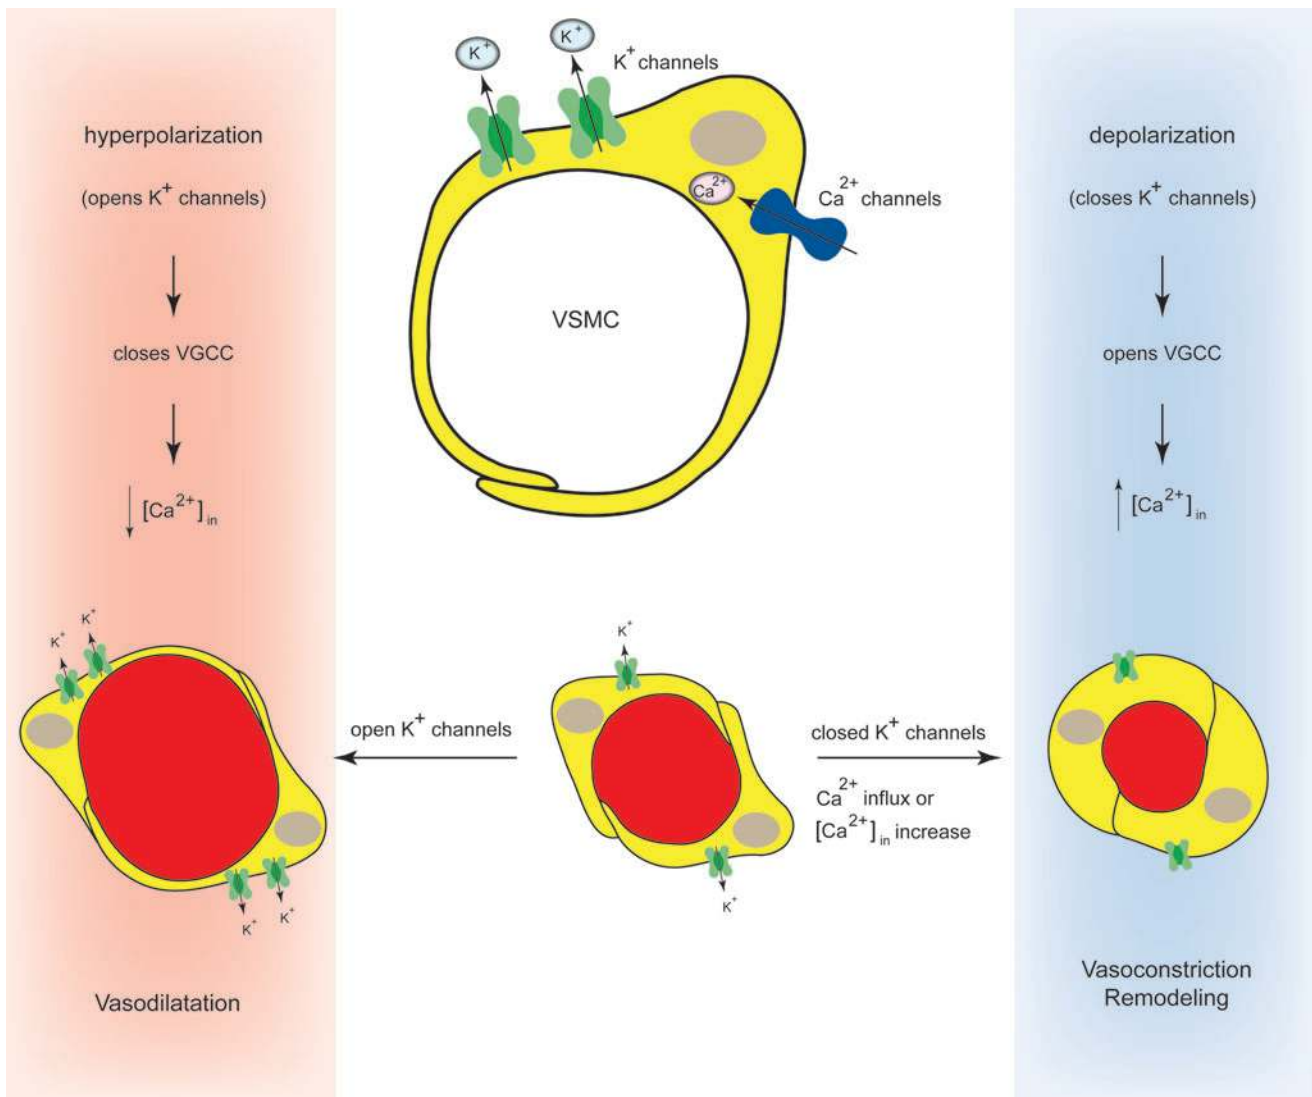 hyperpolarization
(opens K⁺ channels)
closes VGCC
↓ [Ca²⁺]in
K⁺
K⁺
K⁺
K⁺
Vasodilatation
K⁺
K⁺
K⁺ channels
Ca²⁺
Ca²⁺ channels
VSMC
open K⁺ channels
K⁺
K⁺
closed K⁺ channels
Ca²⁺ influx or
[Ca²⁺]in increase
depolarization
(closes K⁺ channels)
opens VGCC
↑ [Ca²⁺]in
Vasoconstriction
Remodeling